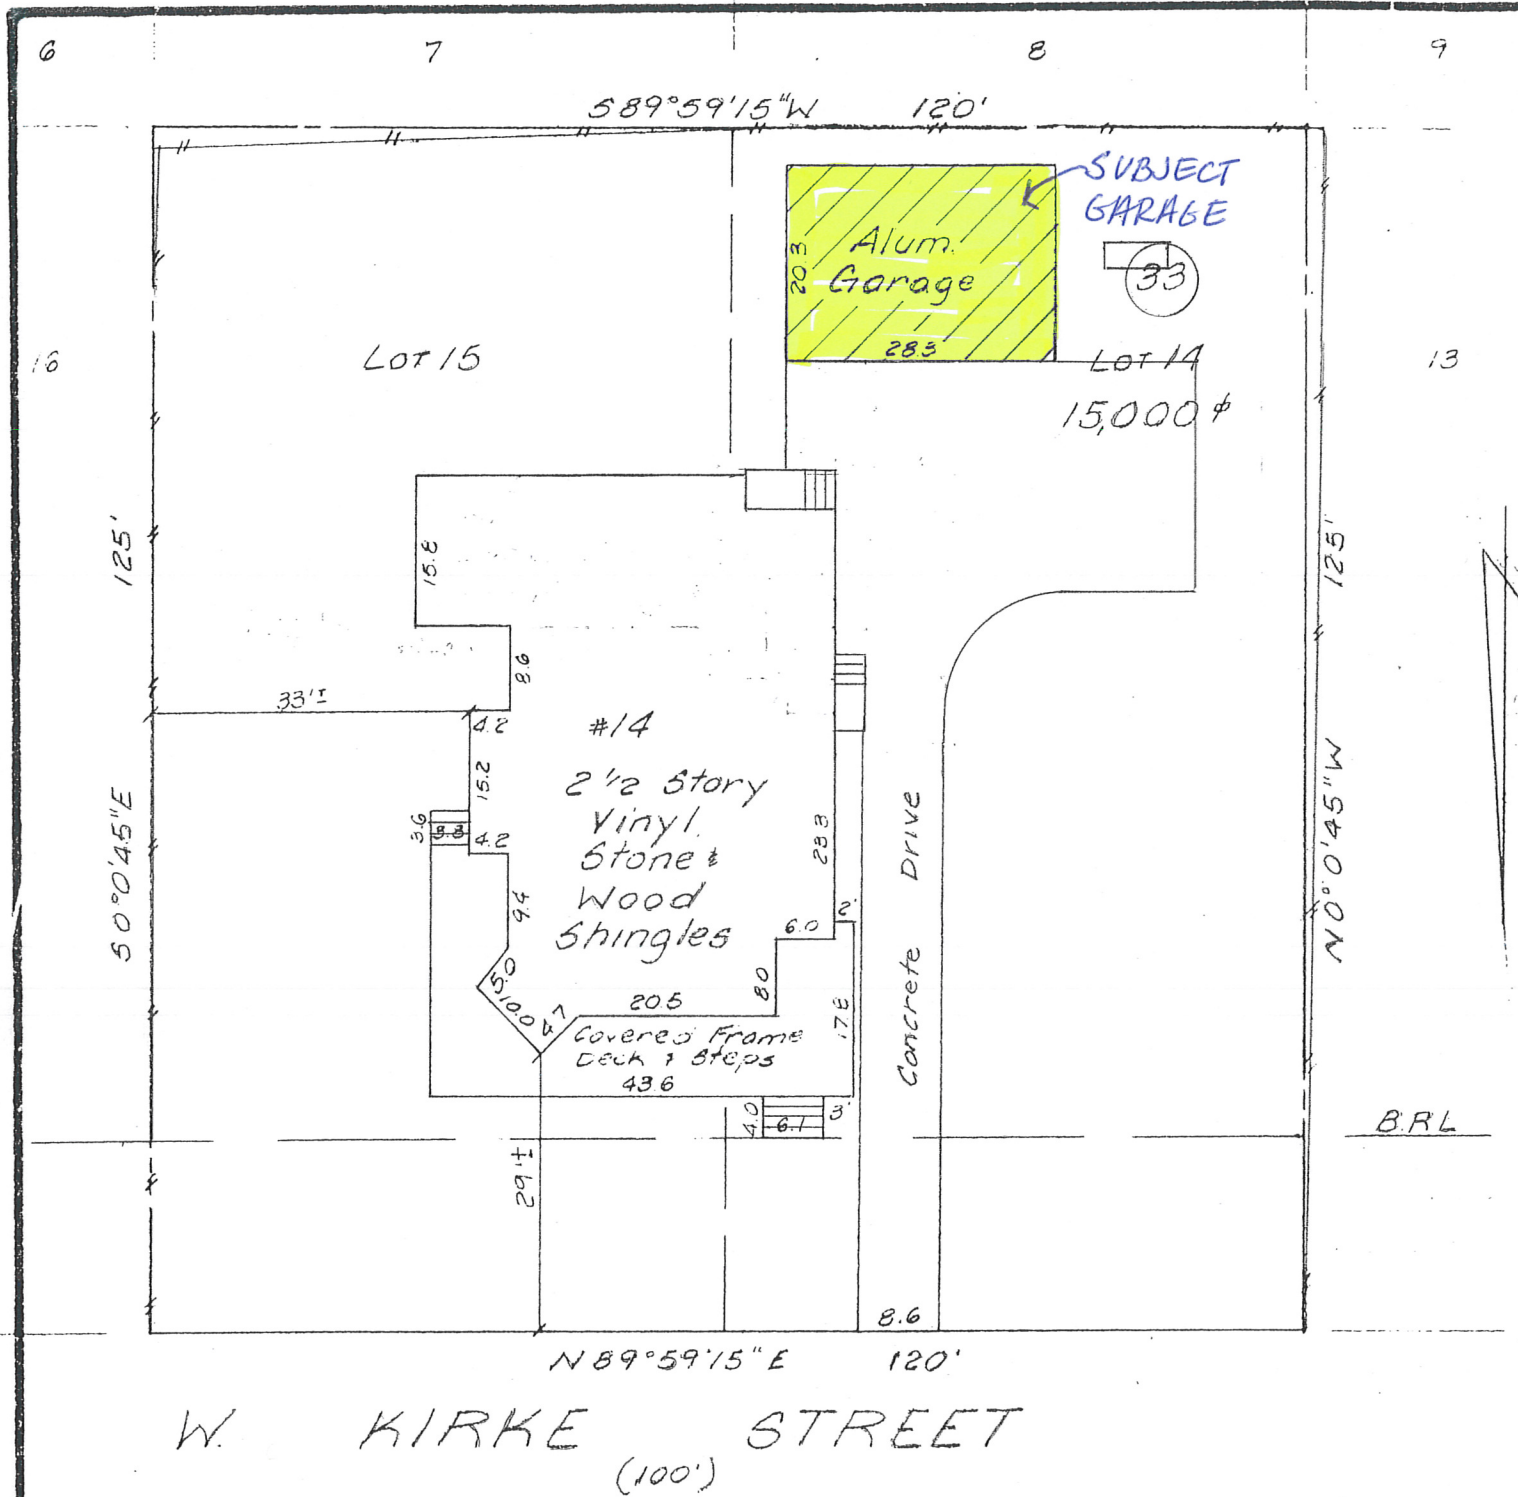 6 7 8 9
S89°59'15"W 120'
SUBJECT
GARAGE
Alum.
Garage
20.3
28.3
33
LOT 15
LOT 14
15,000 ⌀
13
125'
S0°0'45"E
125'
N0°0'45"W
15.8
8.6
33'±
4.2
15.2
3.6
3.3
4.2
9.4
5.0
10.0
4.7
#14
2 1/2 Story
Vinyl
Stone &
Wood
Shingles
28.3
2'
6.0
8.0
20.5
17.8
Covered Frame
Deck & Steps
43.6
4.0
6.1
3'
Concrete Drive
B.R.L
29'±
8.6
N89°59'15"E 120'
W. KIRKE STREET
(100')